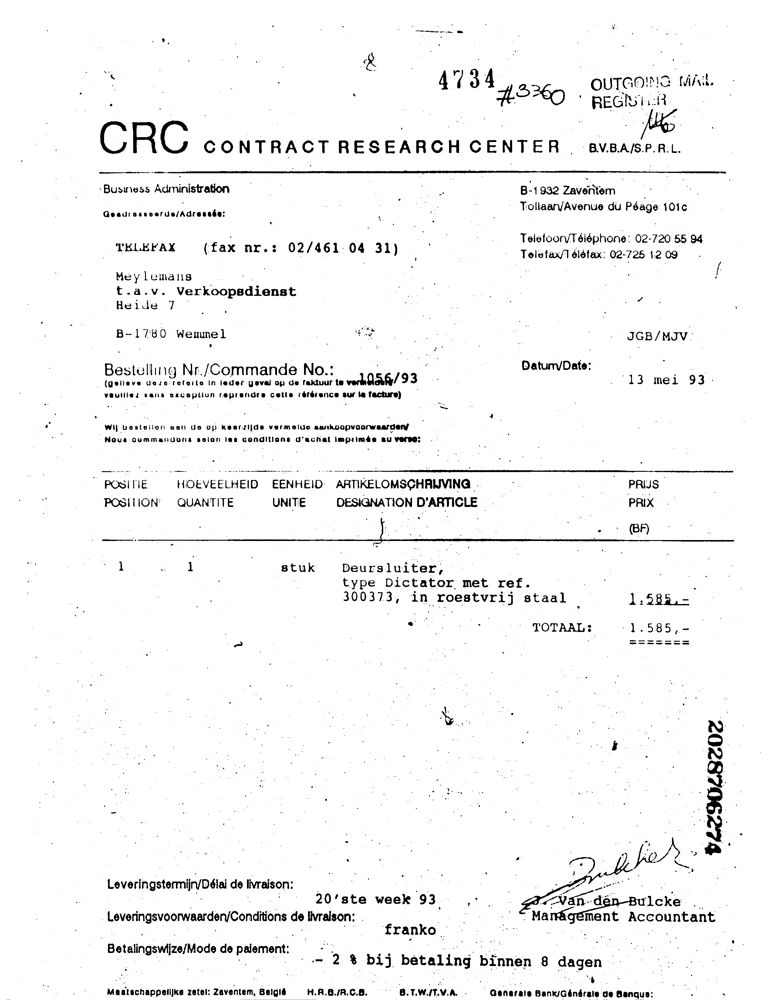 4734 #3360 OUTGOING MAIL
REGISTER
CRC CONTRACT RESEARCH CENTER B.V.B.A./S.P.R.L.
Business Administration
B-1932 Zaventem
Tollaan/Avenue du Péage 101c
Geadresseerde/Adressée:
Telefoon/Téléphone: 02-720 55 94
Telefax/Téléfax: 02-725 12 09
TELEFAX (fax nr.: 02/461 04 31)
Meylemans
t.a.v. Verkoopsdienst
Heide 7
B-1780 Wemmel
JGB/MJV
Bestelling Nr./Commande No.: 1056/93
Datum/Date:
13 mei 93
(gelieve deze referte in ieder geval op de faktuur te vermelden/
veuillez sans exception reprendre cette référence sur la facture)
Wij bestellen aan de op keerzijde vermelde aankoopvoorwaarden/
Nous commandons selon les conditions d'achat imprimés au verso:
POSITIE HOEVEELHEID EENHEID ARTIKELOMSCHRIJVING PRIJS
POSITION QUANTITE UNITE DESIGNATION D'ARTICLE PRIX
(BF)
1 1 stuk Deursluiter,
type Dictator met ref.
300373, in roestvrij staal 1.585,-
TOTAAL: 1.585,-
=======
2028706274
Leveringstermijn/Délai de livraison:
20'ste week 93
Van den Bulcke
Management Accountant
Leveringsvoorwaarden/Conditions de livraison:
franko
Betalingswijze/Mode de paiement:
- 2 % bij betaling binnen 8 dagen
Maatschappelijke zetel: Zaventem, België H.R.B./R.C.B. B.T.W./T.V.A. Generale Bank/Générale de Banque: